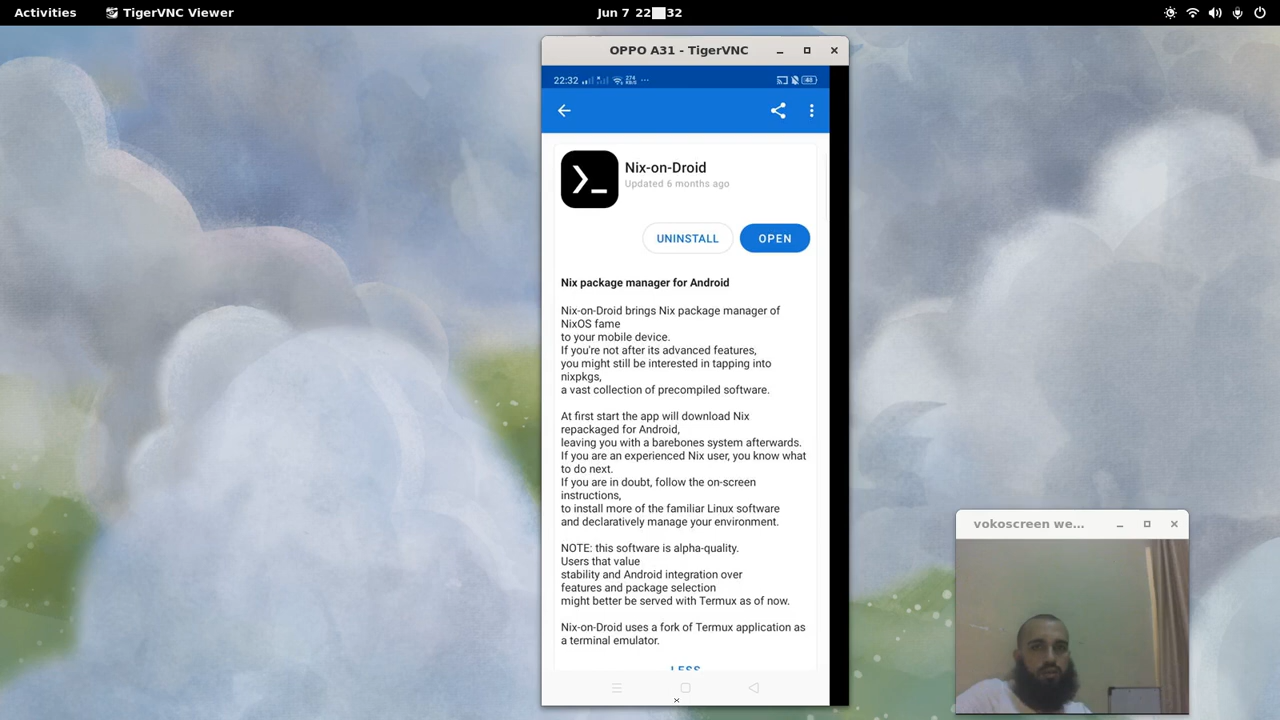 Activities
TigerVNC Viewer
Jun 7 22 32
OPPO A31 - TigerVNC
22:32
274
KB/S
...
48
Nix-on-Droid
Updated 6 months ago
UNINSTALL
OPEN
Nix package manager for Android
Nix-on-Droid brings Nix package manager of
NixOS fame
to your mobile device.
If you're not after its advanced features,
you might still be interested in tapping into
nixpkgs,
a vast collection of precompiled software.
At first start the app will download Nix
repackaged for Android,
leaving you with a barebones system afterwards.
If you are an experienced Nix user, you know what
to do next.
If you are in doubt, follow the on-screen
instructions,
to install more of the familiar Linux software
and declaratively manage your environment.
NOTE: this software is alpha-quality.
Users that value
stability and Android integration over
features and package selection
might better be served with Termux as of now.
Nix-on-Droid uses a fork of Termux application as
a terminal emulator.
LESS
vokoscreen we...